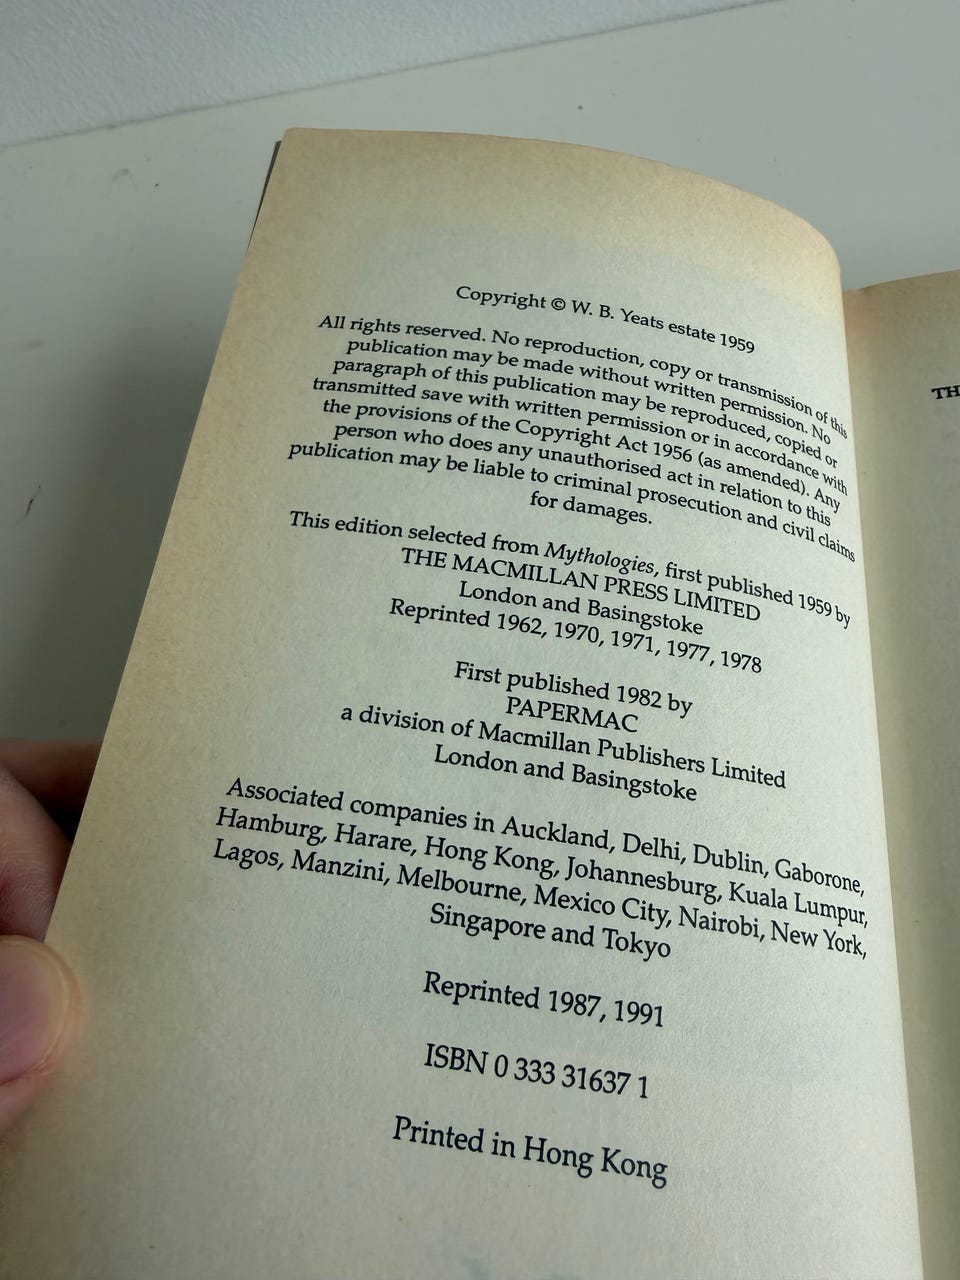 Copyright © W. B. Yeats estate 1959
All rights reserved. No reproduction, copy or transmission of this
publication may be made without written permission. No
paragraph of this publication may be reproduced, copied or
transmitted save with written permission or in accordance with
the provisions of the Copyright Act 1956 (as amended). Any
person who does any unauthorised act in relation to this
publication may be liable to criminal prosecution and civil claims
for damages.
This edition selected from Mythologies, first published 1959 by
THE MACMILLAN PRESS LIMITED
London and Basingstoke
Reprinted 1962, 1970, 1971, 1977, 1978
First published 1982 by
PAPERMAC
a division of Macmillan Publishers Limited
London and Basingstoke
Associated companies in Auckland, Delhi, Dublin, Gaborone,
Hamburg, Harare, Hong Kong, Johannesburg, Kuala Lumpur,
Lagos, Manzini, Melbourne, Mexico City, Nairobi, New York,
Singapore and Tokyo
Reprinted 1987, 1991
ISBN 0 333 31637 1
Printed in Hong Kong